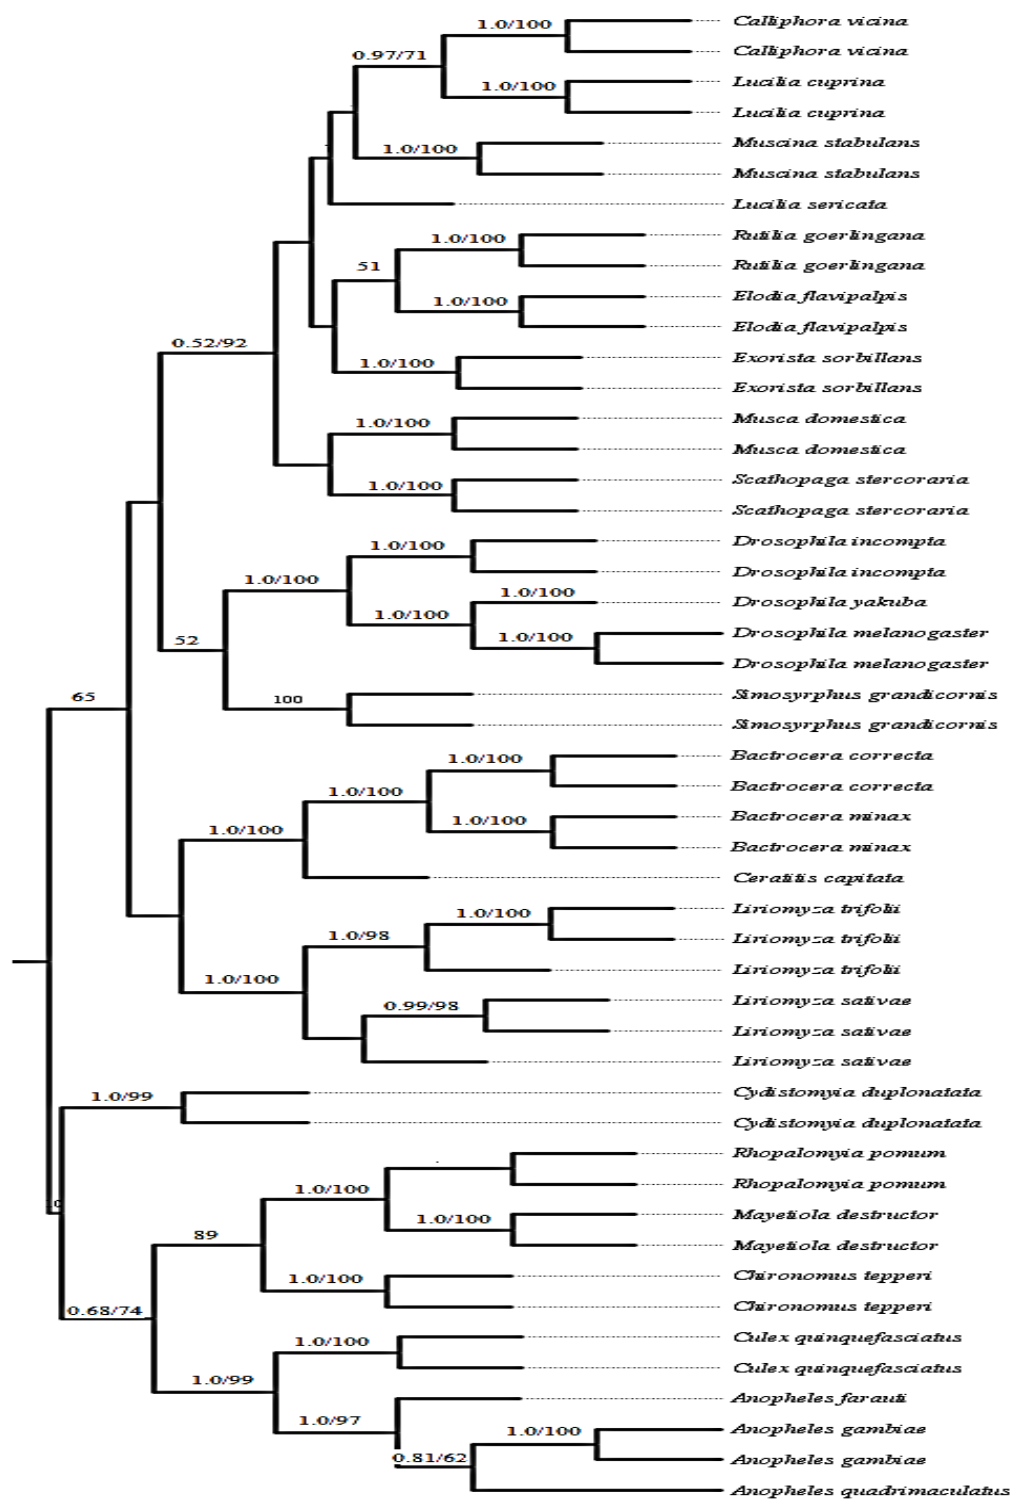 1.0/100
Calliphora vicina
Calliphora vicina
0.97/71
1.0/100
Lucilia cuprina
Lucilia cuprina
1.0/100
Muscina stabulans
Muscina stabulans
Lucilia sericata
1.0/100
Rutilia goerlingana
Rutilia goerlingana
51
1.0/100
Elodia flavipalpis
Elodia flavipalpis
0.52/92
1.0/100
Exorista sorbillans
Exorista sorbillans
1.0/100
Musca domestica
Musca domestica
1.0/100
Scathopaga stercoraria
Scathopaga stercoraria
1.0/100
Drosophila incompta
Drosophila incompta
1.0/100
1.0/100
Drosophila yakuba
1.0/100
1.0/100
Drosophila melanogaster
Drosophila melanogaster
52
65
100
Simosyrphus grandicornis
Simosyrphus grandicornis
1.0/100
Bactrocera correcta
Bactrocera correcta
1.0/100
1.0/100
Bactrocera minax
Bactrocera minax
1.0/100
Ceratitis capitata
1.0/100
Liriomyza trifolii
Liriomyza trifolii
1.0/98
Liriomyza trifolii
1.0/100
0.99/98
Liriomyza sativae
Liriomyza sativae
Liriomyza sativae
1.0/99
Cydistomyia duplonatata
Cydistomyia duplonatata
Rhopalomyia pomum
Rhopalomyia pomum
1.0/100
1.0/100
Mayetiola destructor
Mayetiola destructor
89
1.0/100
Chironomus tepperi
Chironomus tepperi
0.68/74
1.0/100
Culex quinquefasciatus
Culex quinquefasciatus
1.0/99
Anopheles farauti
1.0/97
1.0/100
Anopheles gambiae
Anopheles gambiae
0.81/62
Anopheles quadrimaculatus